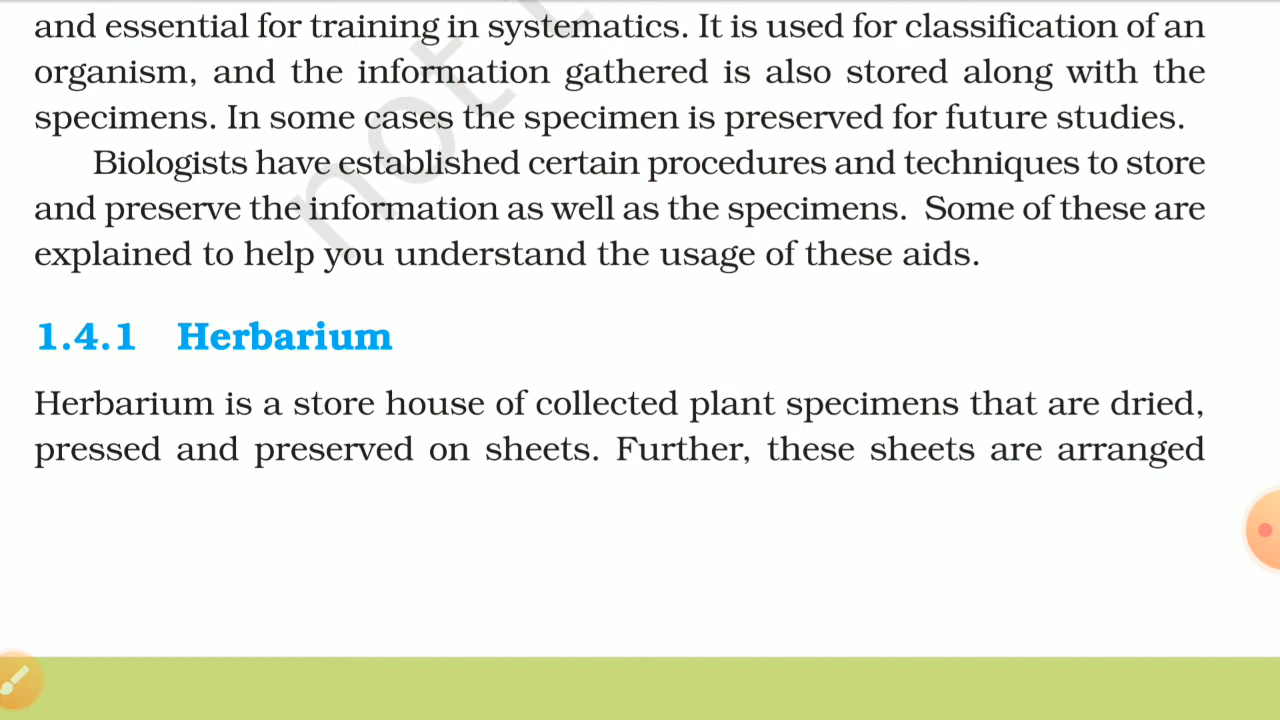 and essential for training in systematics. It is used for classification of an
organism, and the information gathered is also stored along with the
specimens. In some cases the specimen is preserved for future studies.
Biologists have established certain procedures and techniques to store
and preserve the information as well as the specimens. Some of these are
explained to help you understand the usage of these aids.
1.4.1 Herbarium
Herbarium is a store house of collected plant specimens that are dried,
pressed and preserved on sheets. Further, these sheets are arranged
not